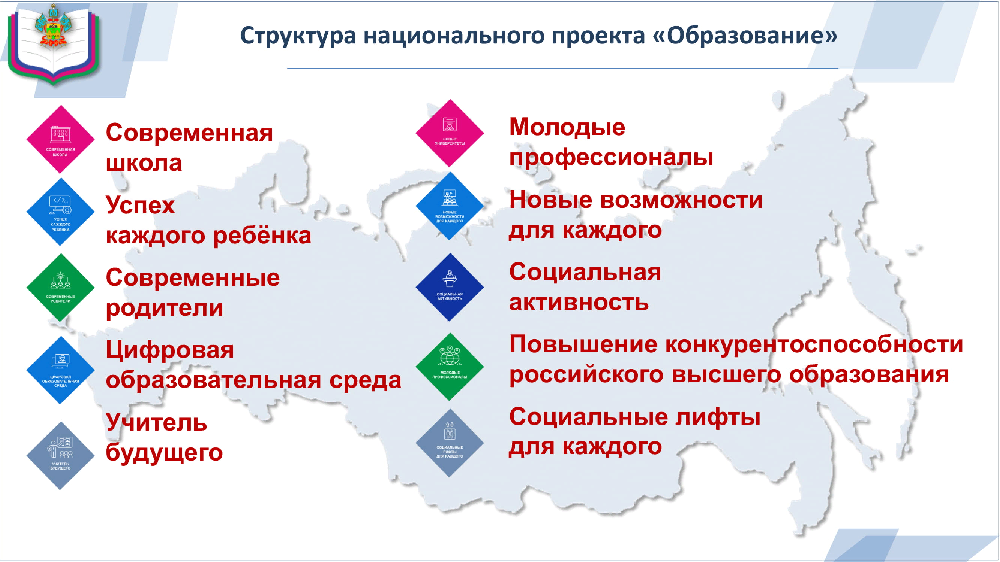 Структура национального проекта «Образование»
СОВРЕМЕННАЯ
ШКОЛА
Современная
школа
УСПЕХ
КАЖДОГО
РЕБЕНКА
Успех
каждого ребёнка
СОВРЕМЕННЫЕ
РОДИТЕЛИ
Современные
родители
ЦИФРОВАЯ
ОБРАЗОВАТЕЛЬНАЯ
СРЕДА
Цифровая
образовательная среда
УЧИТЕЛЬ
БУДУЩЕГО
Учитель
будущего
НОВЫЕ
УНИВЕРСИТЕТЫ
Молодые
профессионалы
НОВЫЕ
ВОЗМОЖНОСТИ
ДЛЯ КАЖДОГО
Новые возможности
для каждого
СОЦИАЛЬНАЯ
АКТИВНОСТЬ
Социальная
активность
МОЛОДЫЕ
ПРОФЕССИОНАЛЫ
Повышение конкурентоспособности
российского высшего образования
СОЦИАЛЬНЫЕ
ЛИФТЫ
ДЛЯ КАЖДОГО
Социальные лифты
для каждого